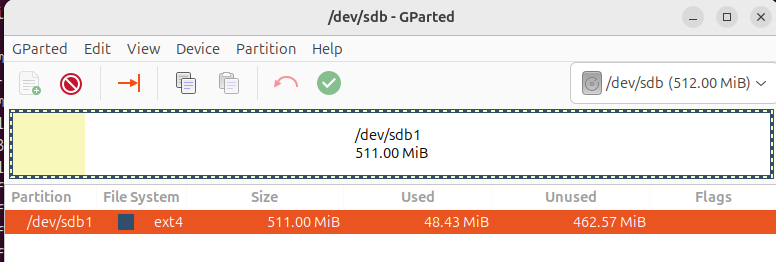 /dev/sdb - GParted
GParted Edit View Device Partition Help
/dev/sdb (512.00 MiB)
/dev/sdb1
511.00 MiB
Partition File System Size Used Unused Flags
/dev/sdb1 ext4 511.00 MiB 48.43 MiB 462.57 MiB